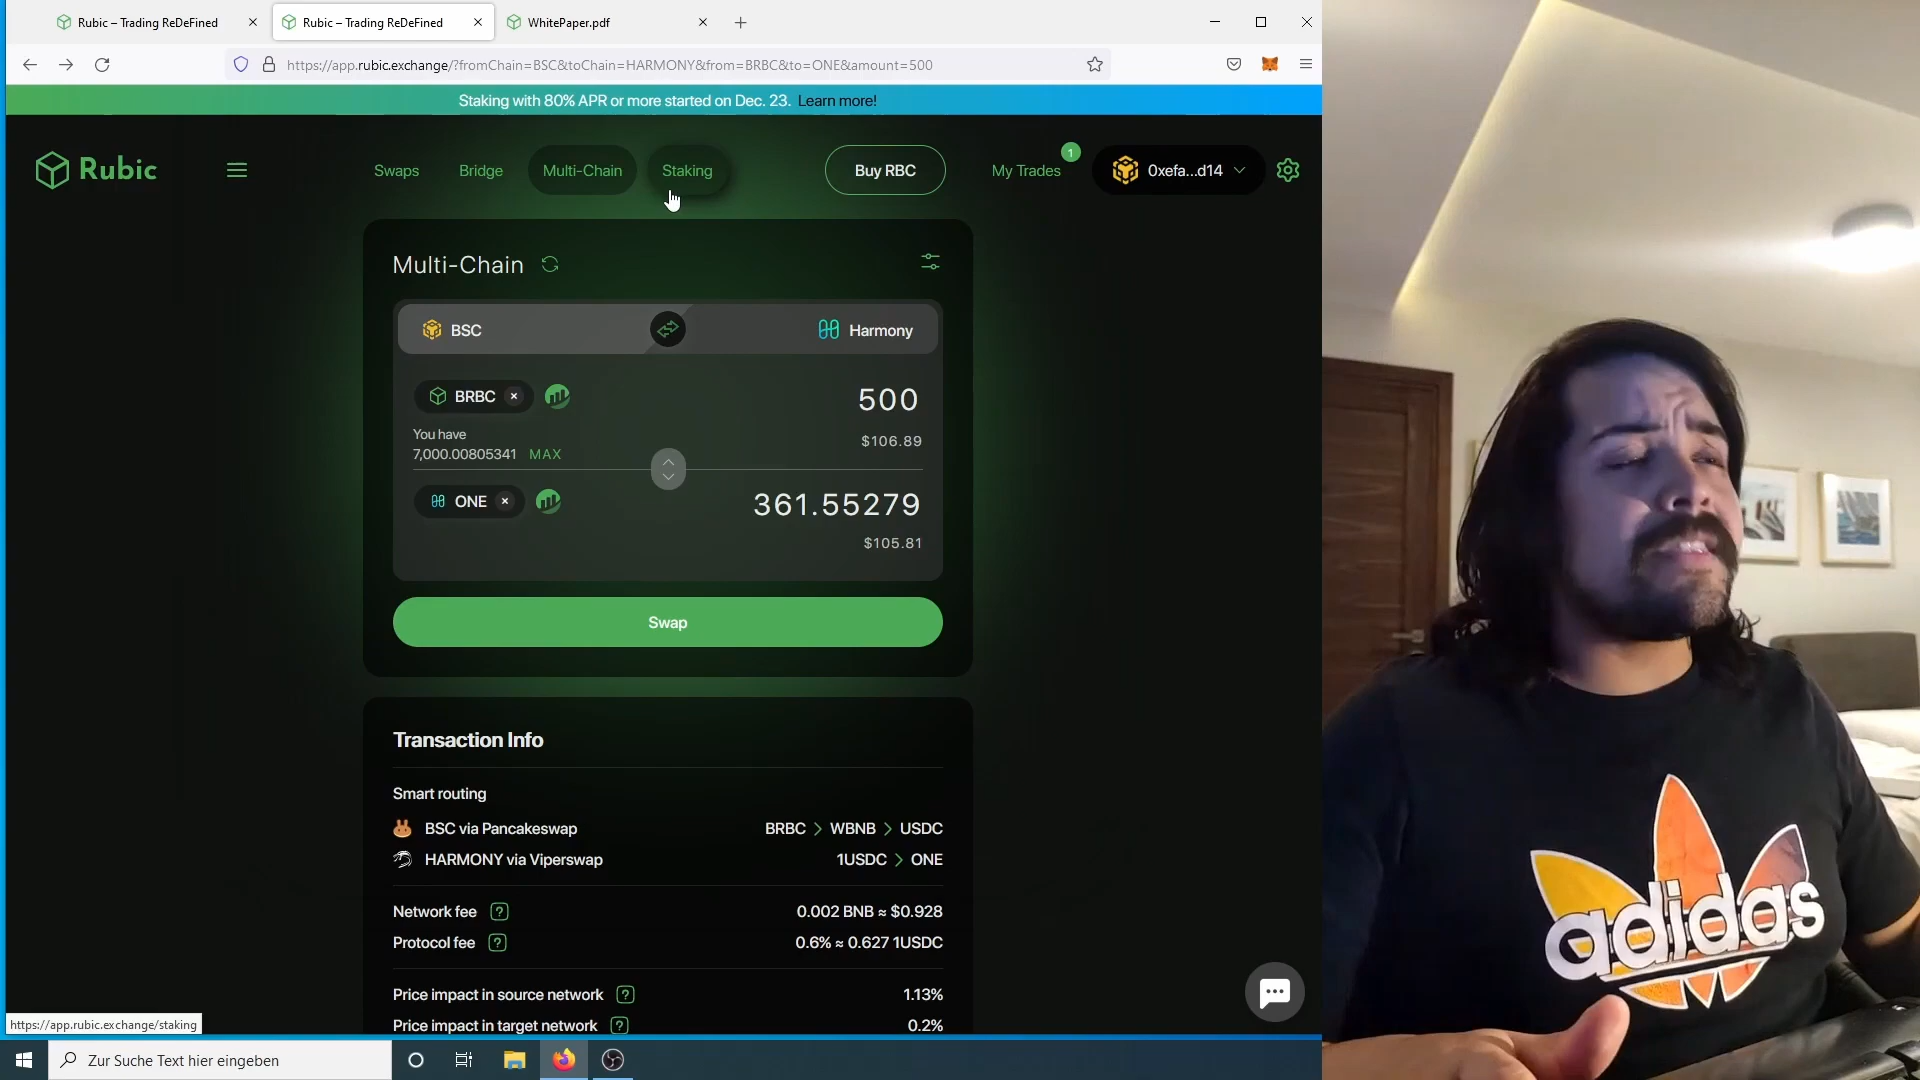 Rubic – Trading ReDeFined
Rubic – Trading ReDeFined
WhitePaper.pdf
https://app.rubic.exchange/?fromChain=BSC&toChain=HARMONY&from=BRBC&to=ONE&amount=500
Staking with 80% APR or more started on Dec. 23. Learn more!
Rubic
Swaps
Bridge
Multi-Chain
Staking
Buy RBC
My Trades
1
0xefa...d14
Multi-Chain
BSC
Harmony
BRBC
500
You have
$106.89
7,000.00805341 MAX
ONE
361.55279
$105.81
Swap
Transaction Info
Smart routing
BSC via Pancakeswap
BRBC > WBNB > USDC
HARMONY via Viperswap
1USDC > ONE
Network fee ?
0.002 BNB ≈ $0.928
Protocol fee ?
0.6% ≈ 0.627 1USDC
Price impact in source network ?
1.13%
Price impact in target network ?
0.2%
https://app.rubic.exchange/staking
Zur Suche Text hier eingeben
adidas